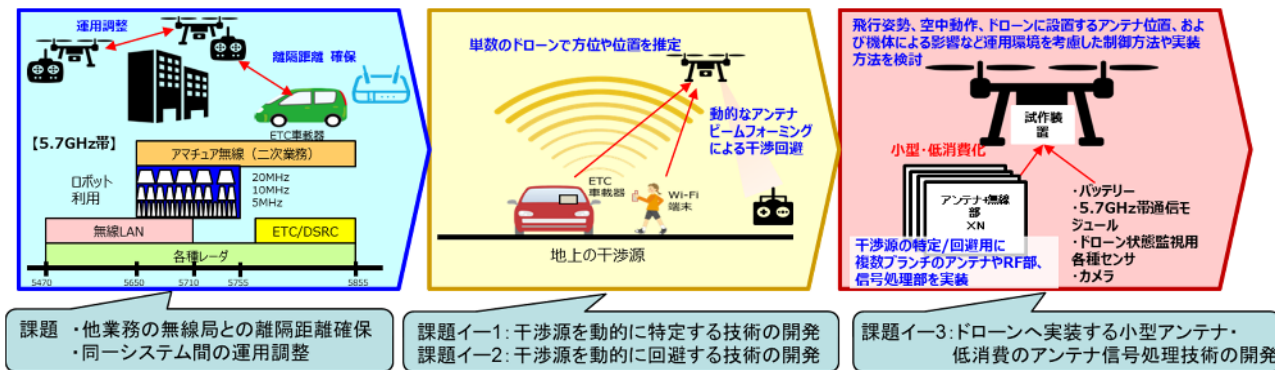 運用調整
離隔距離 確保
ETC車載器
【5.7GHz帯】
アマチュア無線（二次業務）
ロボット
利用
20MHz
10MHz
5MHz
無線LAN
ETC/DSRC
各種レーダ
5470
5650
5710
5755
5855
課題 ・他業務の無線局との離隔距離確保
・同一システム間の運用調整
単数のドローンで方位や位置を推定
動的なアンテナ
ビームフォーミング
による干渉回避
ETC
車載器
Wi-Fi
端末
地上の干渉源
課題イー1：干渉源を動的に特定する技術の開発
課題イー2：干渉源を動的に回避する技術の開発
飛行姿勢、空中動作、ドローンに設置するアンテナ位置、およ
び機体による影響など運用環境を考慮した制御方法や実装
方法を検討
試作装
置
小型・低消費化
アンテナ+無線
部
×N
・バッテリー
・5.7GHz帯通信モ
ジュール
・ドローン状態監視用
各種センサ
・カメラ
干渉源の特定/回避用に
複数ブランチのアンテナやRF部、
信号処理部を実装
課題イー3：ドローンへ実装する小型アンテナ・
低消費のアンテナ信号処理技術の開発